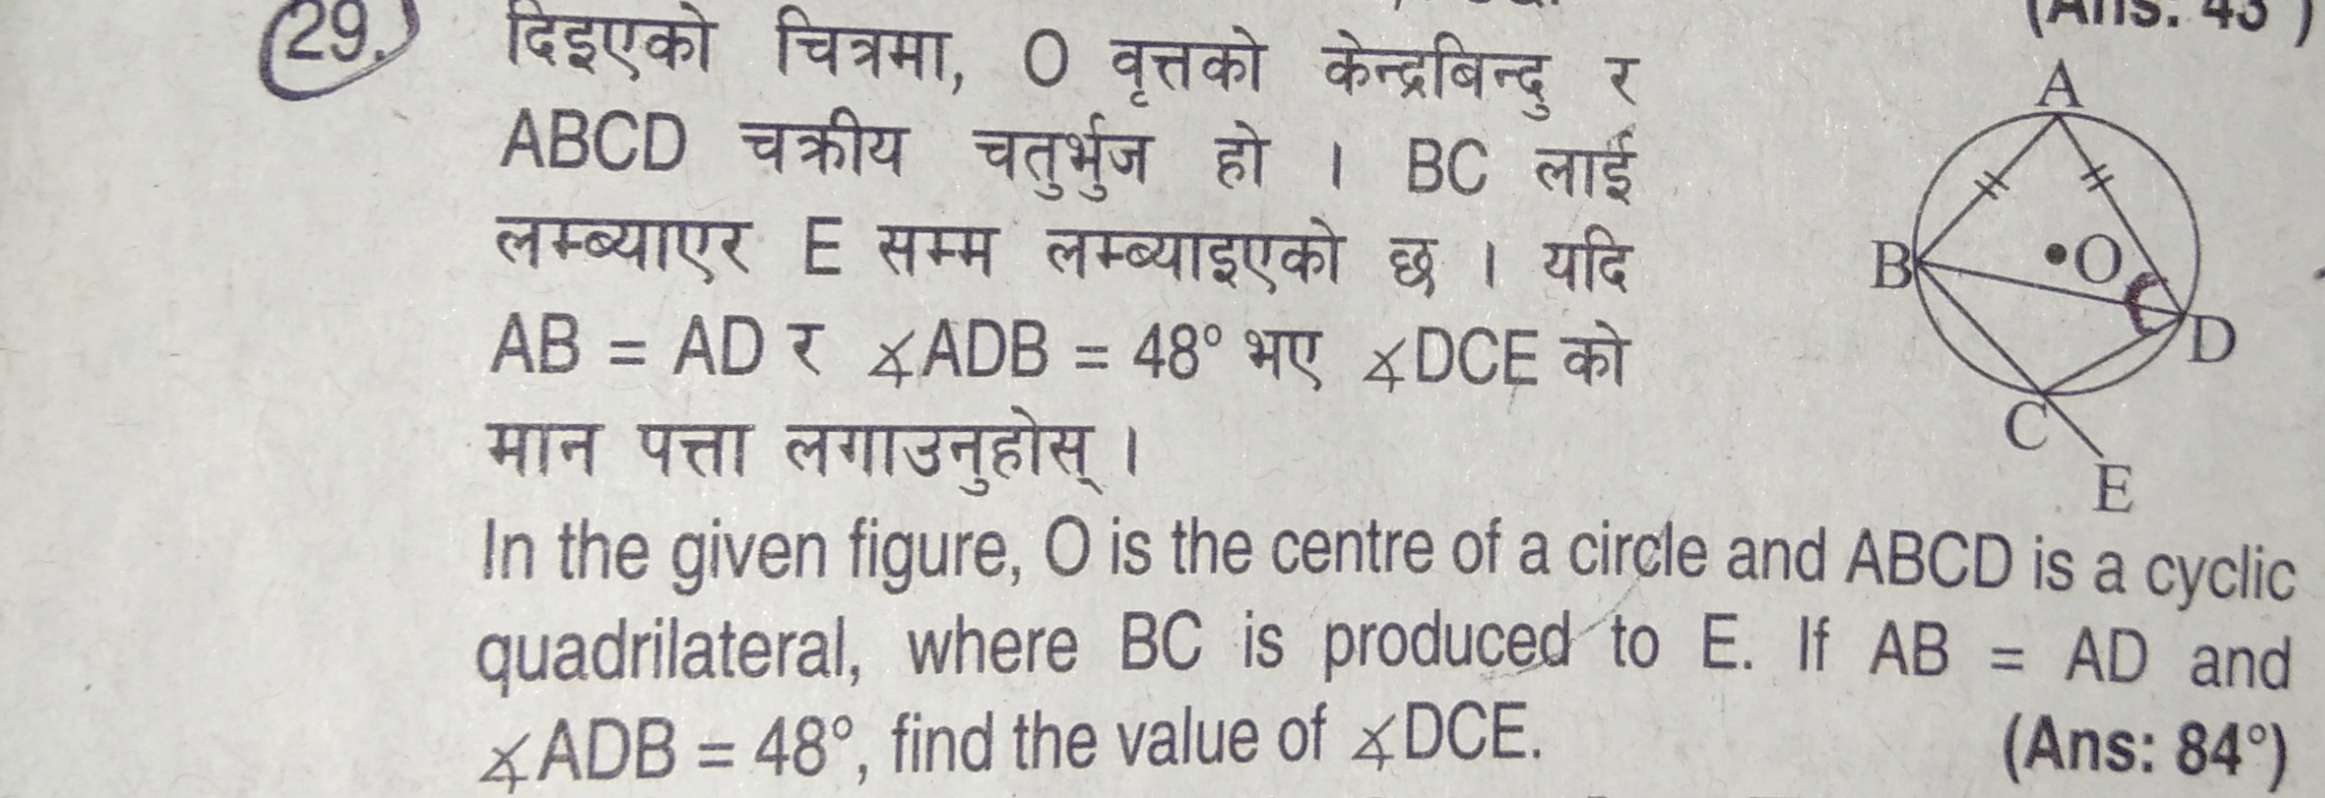 (Ans: 43°)
29. दिइएको चित्रमा, O वृत्तको केन्द्रबिन्दु र
ABCD चक्रीय चतुर्भुज हो । BC लाई
लम्ब्याएर E सम्म लम्ब्याइएको छ । यदि
AB = AD र ∡ADB = 48° भए ∡DCE को
मान पत्ता लगाउनुहोस् ।
A
B
O
D
C
E
In the given figure, O is the centre of a circle and ABCD is a cyclic
quadrilateral, where BC is produced to E. If AB = AD and
∡ADB = 48°, find the value of ∡DCE.
(Ans: 84°)